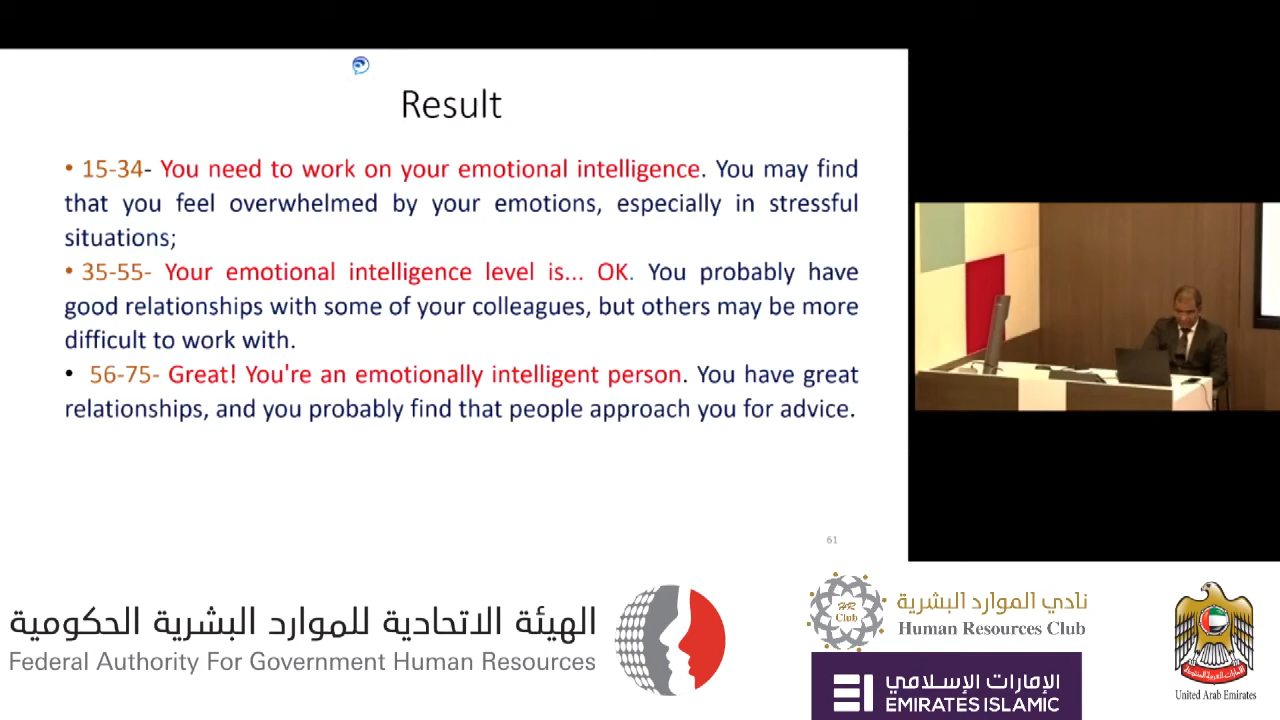 Result
• 15-34- You need to work on your emotional intelligence. You may find
that you feel overwhelmed by your emotions, especially in stressful
situations;
• 35-55- Your emotional intelligence level is... OK. You probably have
good relationships with some of your colleagues, but others may be more
difficult to work with.
• 56-75- Great! You're an emotionally intelligent person. You have great
relationships, and you probably find that people approach you for advice.
61
الهيئة الاتحادية للموارد البشرية الحكومية
Federal Authority For Government Human Resources
HR
Club
نادي الموارد البشرية
Human Resources Club
الإمارات الإسلامي
EMIRATES ISLAMIC
United Arab Emirates